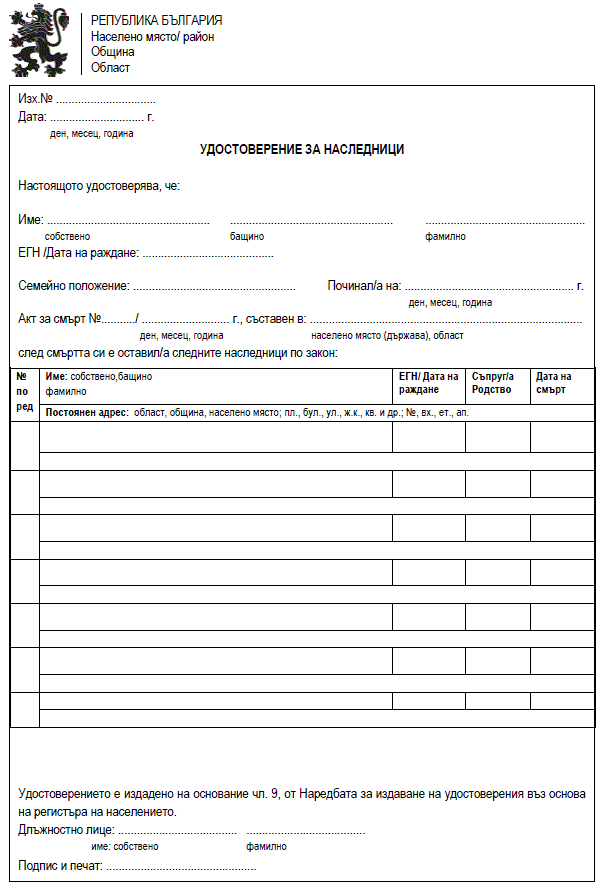 РЕПУБЛИКА БЪЛГАРИЯ
Населено място/ район
Община
Област
Изх.№ ................................
Дата: .............................. г.
ден, месец, година
УДОСТОВЕРЕНИЕ ЗА НАСЛЕДНИЦИ
Настоящото удостоверява, че:
Име: .................................................... .................................................... ...................................................
собствено бащино фамилно
ЕГН /Дата на раждане: ..........................................
Семейно положение: .................................................... Починал/а на: ...................................................... г.
ден, месец, година
Акт за смърт №.........../ ............................ г., съставен в: .......................................................................................
ден, месец, година населено място (държава), област
след смъртта си е оставил/а следните наследници по закон:
№ по ред
Име: собствено,бащино фамилно
ЕГН/ Дата на раждане
Съпруг/а Родство
Дата на смърт
Постоянен адрес: област, община, населено място; пл., бул., ул., ж.к., кв. и др.; №, вх., ет., ап.
Удостоверението е издадено на основание чл. 9, от Наредбата за издаване на удостоверения въз основа
на регистъра на населението.
Длъжностно лице: ...................................... ......................................
име: собствено фамилно
Подпис и печат: ................................................